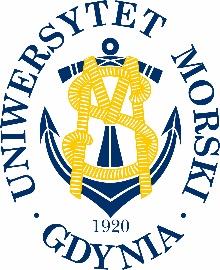 UNIWERSYTET MORSKI
1920
· GDYNIA ·